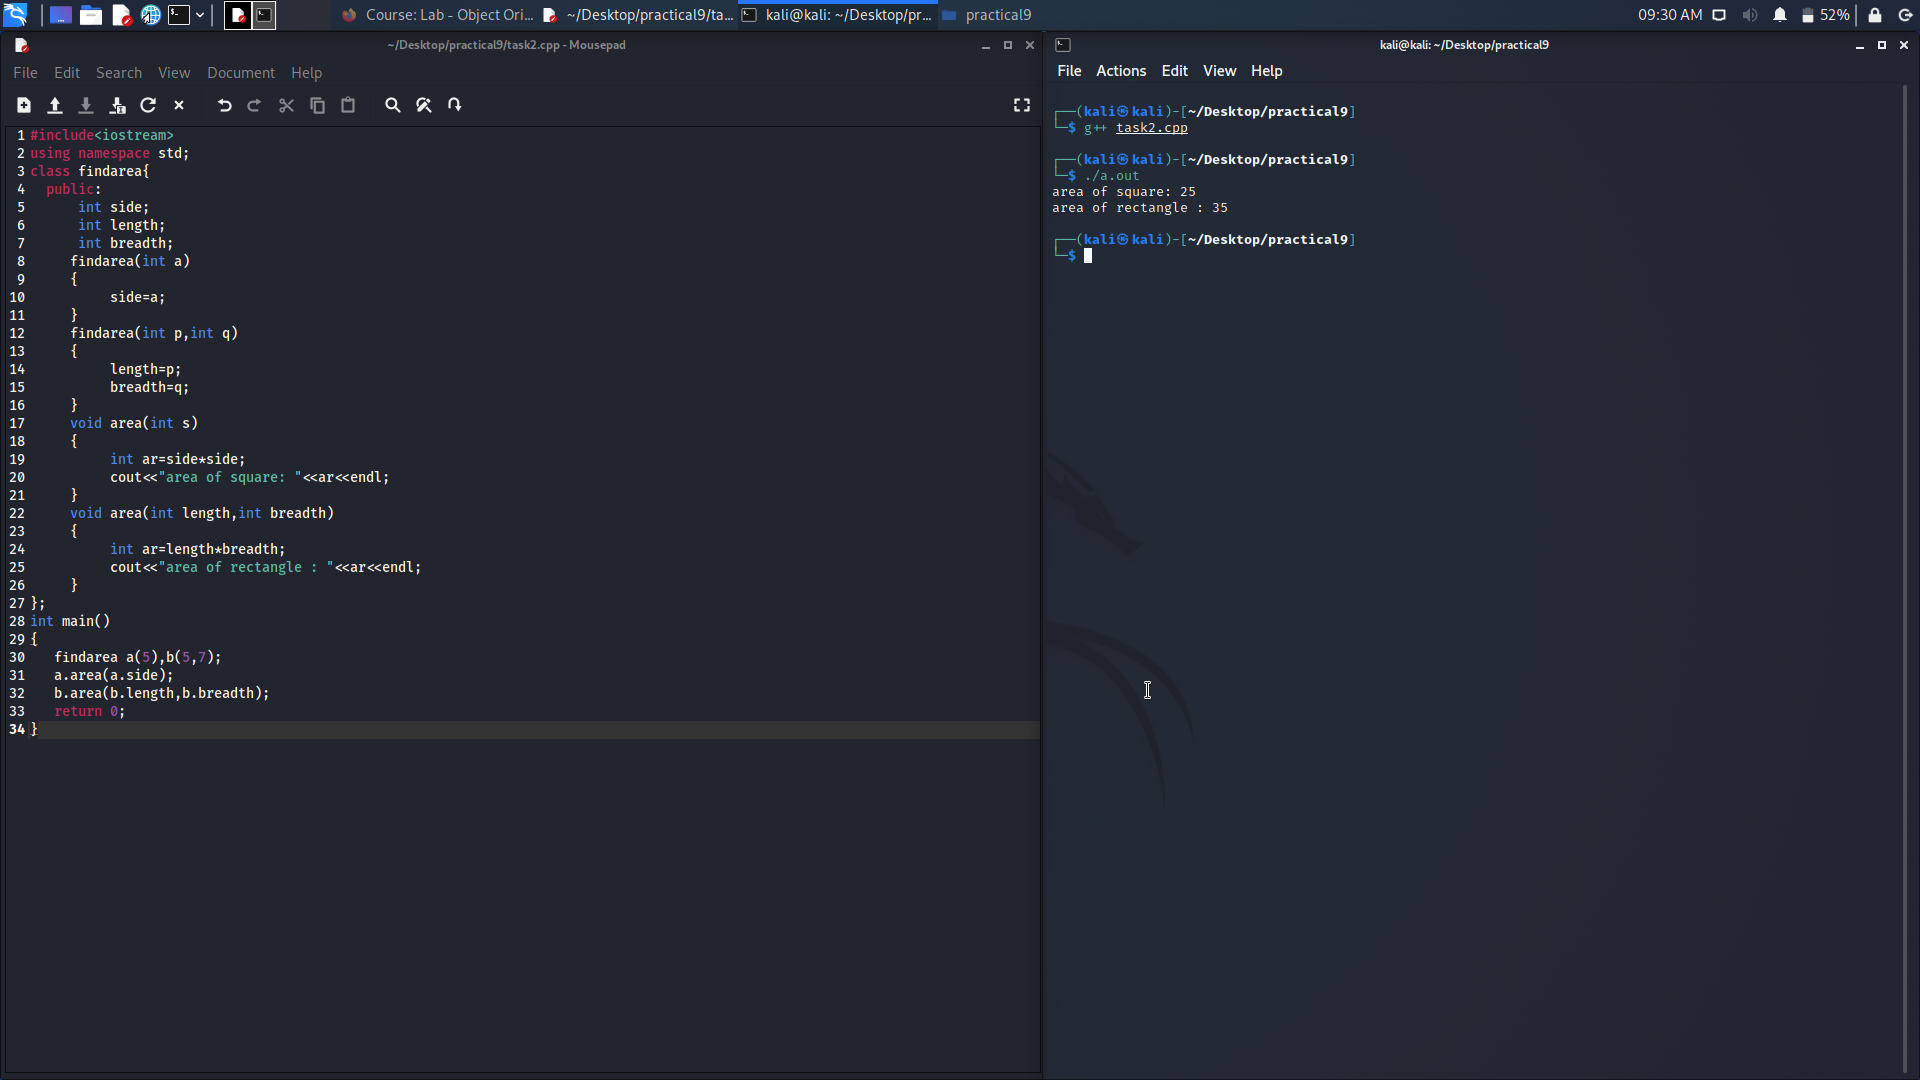 Course: Lab - Object Ori...
~/Desktop/practical9/ta...
kali@kali: ~/Desktop/pr...
practical9
09:30 AM
52%
~/Desktop/practical9/task2.cpp - Mousepad
File Edit Search View Document Help
1 #include<iostream>
2 using namespace std;
3 class findarea{
4   public:
5       int side;
6       int length;
7       int breadth;
8      findarea(int a)
9      {
10           side=a;
11      }
12      findarea(int p,int q)
13      {
14           length=p;
15           breadth=q;
16      }
17      void area(int s)
18      {
19           int ar=side*side;
20           cout<<"area of square: "<<ar<<endl;
21      }
22      void area(int length,int breadth)
23      {
24           int ar=length*breadth;
25           cout<<"area of rectangle : "<<ar<<endl;
26      }
27 };
28 int main()
29 {
30    findarea a(5),b(5,7);
31    a.area(a.side);
32    b.area(b.length,b.breadth);
33    return 0;
34 }
kali@kali: ~/Desktop/practical9
File Actions Edit View Help
┌──(kali㉿kali)-[~/Desktop/practical9]
└─$ g++ task2.cpp
┌──(kali㉿kali)-[~/Desktop/practical9]
└─$ ./a.out
area of square: 25
area of rectangle : 35
┌──(kali㉿kali)-[~/Desktop/practical9]
└─$